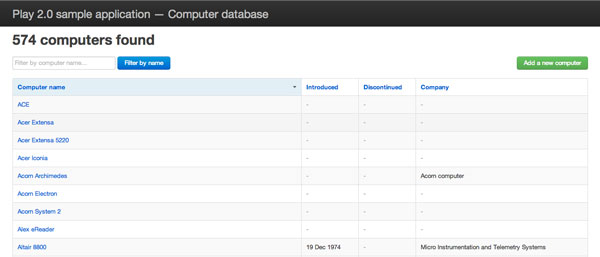 Play 2.0 sample application — Computer database
574 computers found
Filter by computer name... Filter by name Add a new computer
Computer name Introduced Discontinued Company
ACE - - -
Acer Extensa - - -
Acer Extensa 5220 - - -
Acer Iconia - - -
Acorn Archimedes - - Acorn computer
Acorn Electron - - -
Acorn System 2 - - -
Alex eReader - - -
Altair 8800 19 Dec 1974 - Micro Instrumentation and Telemetry Systems